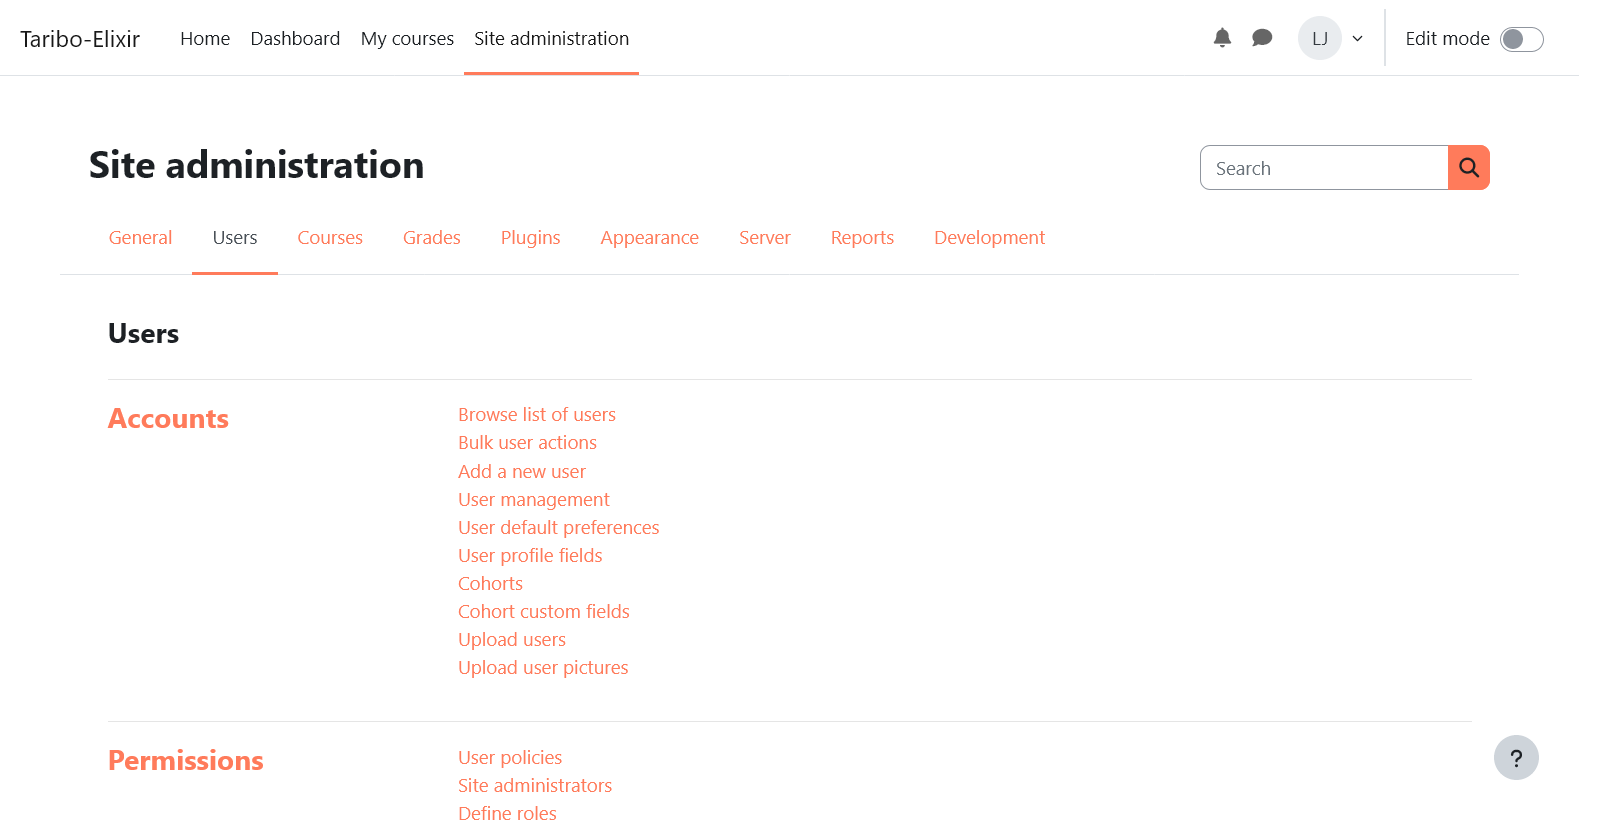 Taribo-Elixir Home Dashboard My courses Site administration LJ Edit mode
Site administration
Search
General Users Courses Grades Plugins Appearance Server Reports Development
Users
Accounts
Browse list of users
Bulk user actions
Add a new user
User management
User default preferences
User profile fields
Cohorts
Cohort custom fields
Upload users
Upload user pictures
Permissions
User policies
Site administrators
Define roles
?